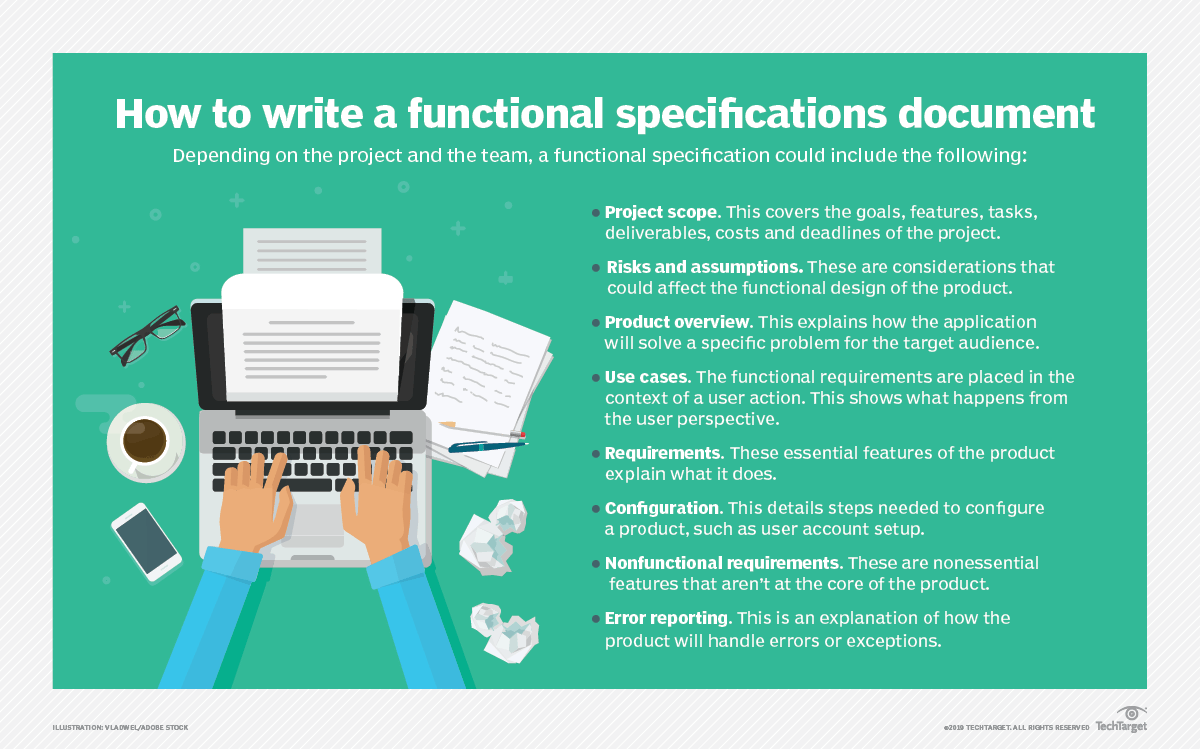 How to write a functional specifications document
Depending on the project and the team, a functional specification could include the following:
• Project scope. This covers the goals, features, tasks,
deliverables, costs and deadlines of the project.
• Risks and assumptions. These are considerations that
could affect the functional design of the product.
• Product overview. This explains how the application
will solve a specific problem for the target audience.
• Use cases. The functional requirements are placed in the
context of a user action. This shows what happens from
the user perspective.
• Requirements. These essential features of the product
explain what it does.
• Configuration. This details steps needed to configure
a product, such as user account setup.
• Nonfunctional requirements. These are nonessential
features that aren't at the core of the product.
• Error reporting. This is an explanation of how the
product will handle errors or exceptions.
ILLUSTRATION: VLADWEL/ADOBE STOCK
©2019 TECHTARGET. ALL RIGHTS RESERVED TechTarget